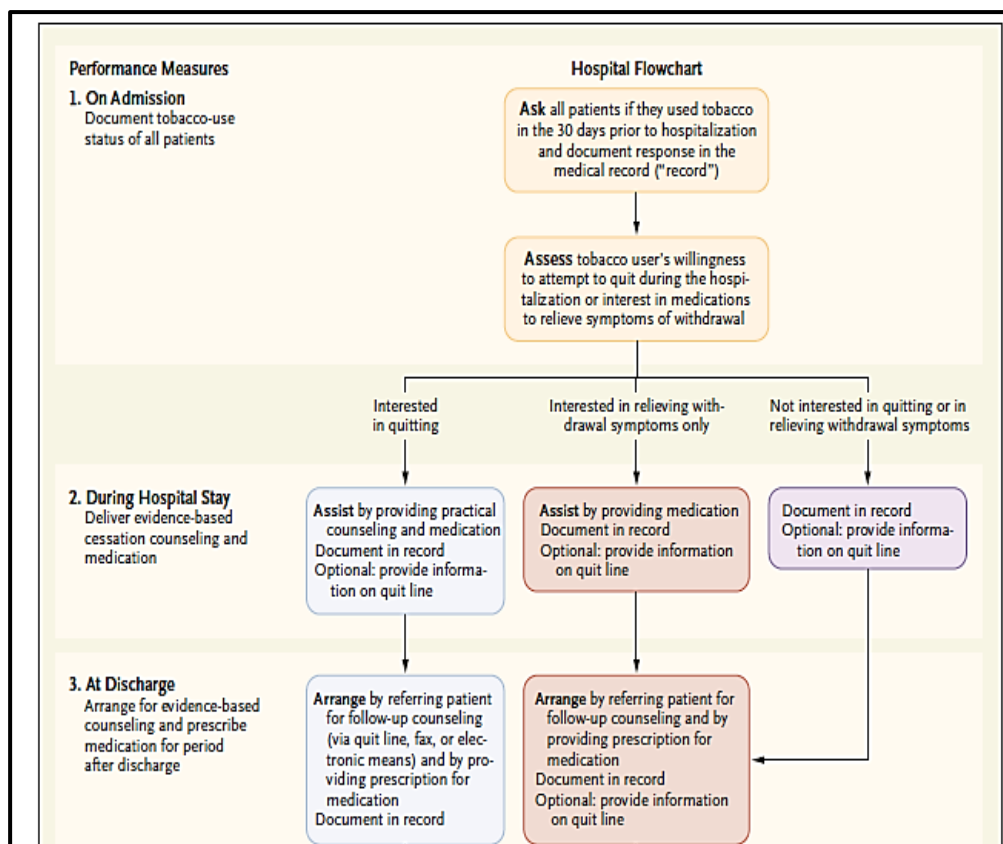 Performance Measures
Hospital Flowchart
1. On Admission
Document tobacco-use
status of all patients
Ask all patients if they used tobacco
in the 30 days prior to hospitalization
and document response in the
medical record (“record”)
Assess tobacco user’s willingness
to attempt to quit during the hospi-
talization or interest in medications
to relieve symptoms of withdrawal
Interested
in quitting
Interested in relieving with-
drawal symptoms only
Not interested in quitting or in
relieving withdrawal symptoms
2. During Hospital Stay
Deliver evidence-based
cessation counseling and
medication
Assist by providing practical
counseling and medication
Document in record
Optional: provide informa-
tion on quit line
Assist by providing medication
Document in record
Optional: provide information
on quit line
Document in record
Optional: provide informa-
tion on quit line
3. At Discharge
Arrange for evidence-based
counseling and prescribe
medication for period
after discharge
Arrange by referring patient
for follow-up counseling
(via quit line, fax, or elec-
tronic means) and by pro-
viding prescription for
medication
Document in record
Arrange by referring patient for
follow-up counseling and by
providing prescription for
medication
Document in record
Optional: provide information
on quit line